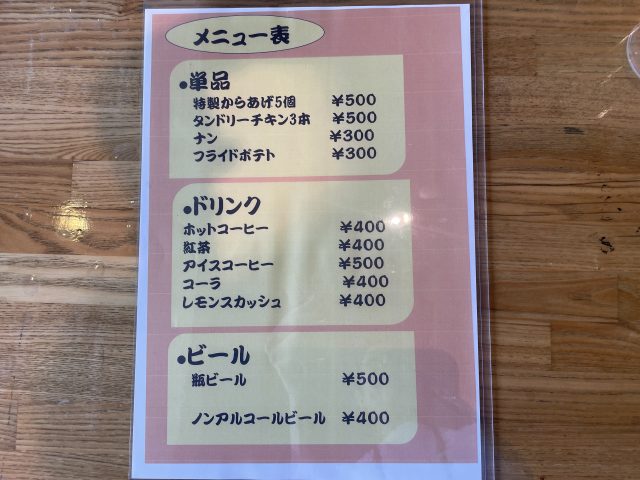 メニュー表
●単品
特製からあげ5個 ¥500
タンドリーチキン3本 ¥500
ナン ¥300
フライドポテト ¥300
●ドリンク
ホットコーヒー ¥400
紅茶 ¥400
アイスコーヒー ¥500
コーラ ¥400
レモンスカッシュ ¥400
●ビール
瓶ビール ¥500
ノンアルコールビール ¥400